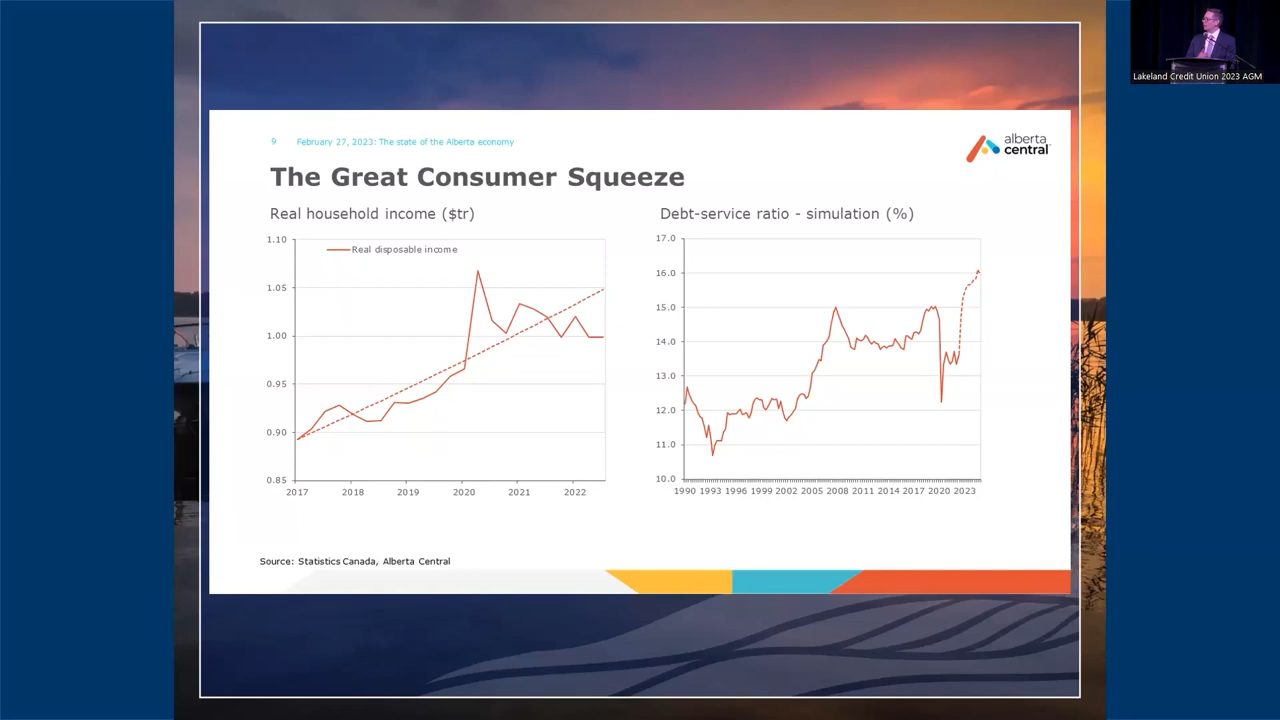 Lakeland Credit Union 2023 AGM
9 February 27, 2023: The state of the Alberta economy
alberta
central
The Great Consumer Squeeze
Real household income ($tr)
1.10
1.05
1.00
0.95
0.90
0.85
Real disposable income
2017 2018 2019 2020 2021 2022
Debt-service ratio - simulation (%)
17.0
16.0
15.0
14.0
13.0
12.0
11.0
10.0
1990 1993 1996 1999 2002 2005 2008 2011 2014 2017 2020 2023
Source: Statistics Canada, Alberta Central